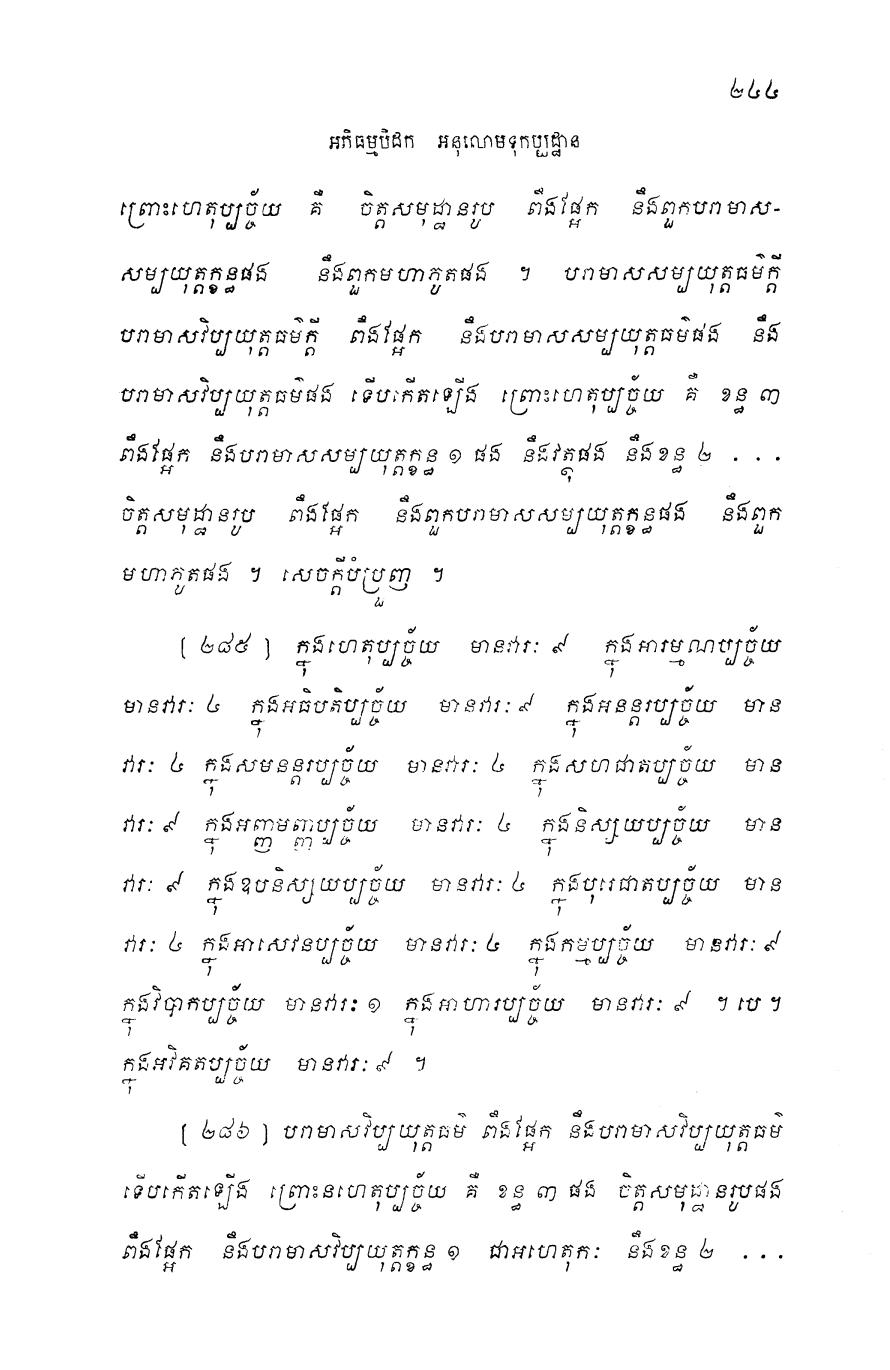 ២៤៤
អភិធម្មបិដក អនុលោមទុកប្បដ្ឋាន
ព្រោះហេតុប្បច្ច័យ គឺ ចិត្តសមុដ្ឋានរូប ពឹងផ្អែក នឹងពួកបរាមាស-
សម្បយុត្តក្ខន្ធផង នឹងពួកមហាភូតផង ។ បរាមាសសម្បយុត្តធម៌ក្តី
បរាមាសវិប្បយុត្តធម៌ក្តី ពឹងផ្អែក នឹងបរាមាសសម្បយុត្តធម៌ផង នឹង
បរាមាសវិប្បយុត្តធម៌ផង ទើបកើតឡើង ព្រោះហេតុប្បច្ច័យ គឺ ខន្ធ ៣
ពឹងផ្អែក នឹងបរាមាសសម្បយុត្តក្ខន្ធ ១ ផង នឹងវត្ថុផង នឹងខន្ធ ២ . . .
ចិត្តសមុដ្ឋានរូប ពឹងផ្អែក នឹងពួកបរាមាសសម្បយុត្តក្ខន្ធផង នឹងពួក
មហាភូតផង ។ សេចក្តីបំប្រួញ ។
[ ២៨៥ ] ក្នុងហេតុប្បច្ច័យ មានវារៈ ៩ ក្នុងអារម្មណប្បច្ច័យ
មានវារៈ ៤ ក្នុងអធិបតិប្បច្ច័យ មានវារៈ ៩ ក្នុងអនន្តរប្បច្ច័យ មាន
វារៈ ៤ ក្នុងសមនន្តរប្បច្ច័យ មានវារៈ ៤ ក្នុងសហជាតប្បច្ច័យ មាន
វារៈ ៩ ក្នុងអញ្ញមញ្ញប្បច្ច័យ មានវារៈ ៤ ក្នុងនិស្សយប្បច្ច័យ មាន
វារៈ ៩ ក្នុងឧបនិស្សយប្បច្ច័យ មានវារៈ ៤ ក្នុងបុរេជាតប្បច្ច័យ មាន
វារៈ ៤ ក្នុងអាសេវនប្បច្ច័យ មានវារៈ ៤ ក្នុងកម្មប្បច្ច័យ មានវារៈ ៩
ក្នុងវិបាកប្បច្ច័យ មានវារៈ ១ ក្នុងអាហារប្បច្ច័យ មានវារៈ ៩ ។ បេ ។
ក្នុងអវិគតប្បច្ច័យ មានវារៈ ៩ ។
[ ២៨៦ ] បរាមាសវិប្បយុត្តធម៌ ពឹងផ្អែក នឹងបរាមាសវិប្បយុត្តធម៌
ទើបកើតឡើង ព្រោះនហេតុប្បច្ច័យ គឺ ខន្ធ ៣ ផង ចិត្តសមុដ្ឋានរូបផង
ពឹងផ្អែក នឹងបរាមាសវិប្បយុត្តក្ខន្ធ ១ ជាអហេតុកៈ នឹងខន្ធ ២ . . .